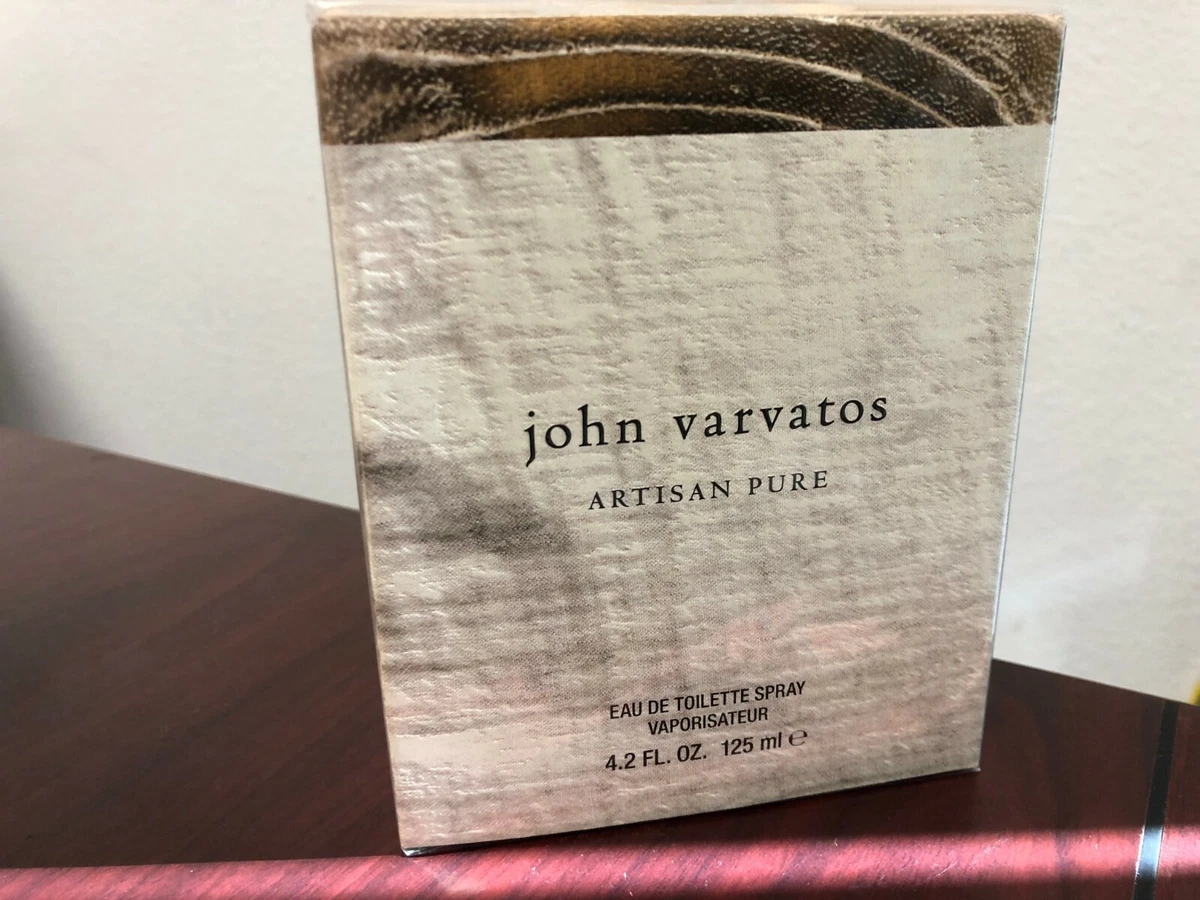 john varvatos
ARTISAN PURE
EAU DE TOILETTE SPRAY
VAPORISATEUR
4.2 FL. OZ. 125 ml ℮